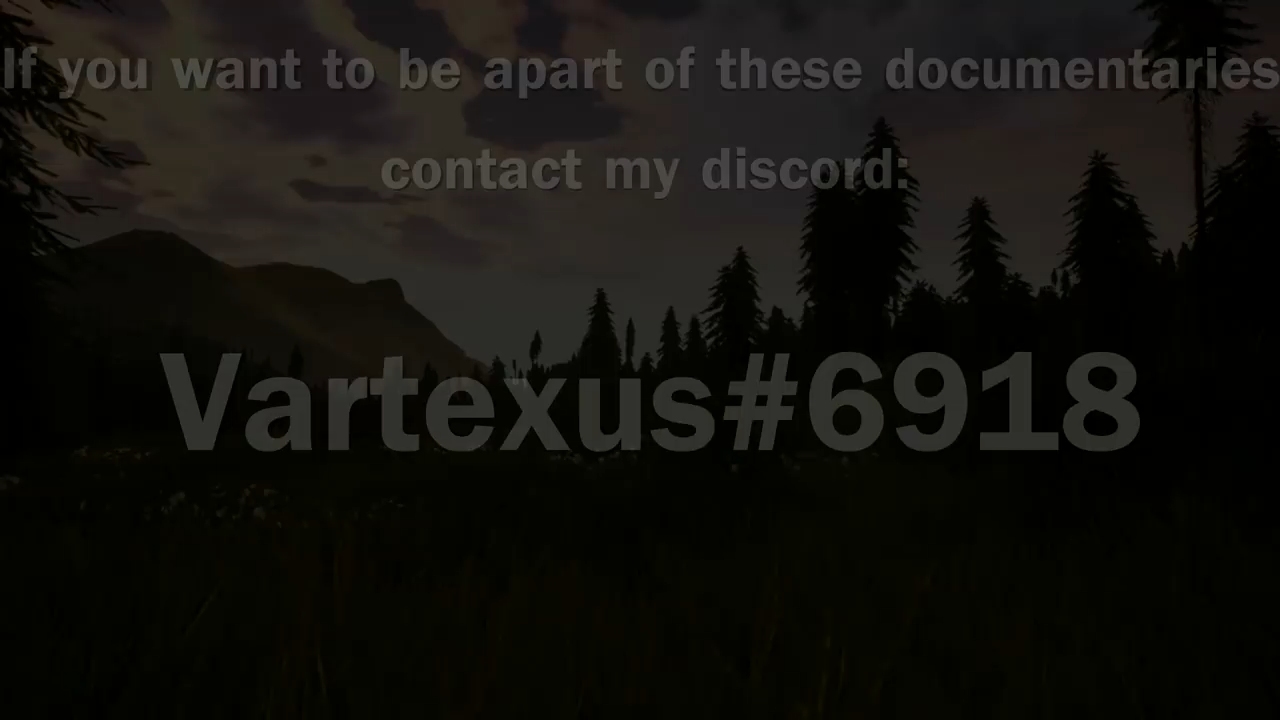 If you want to be apart of these documentaries
contact my discord:
Vartexus#6918